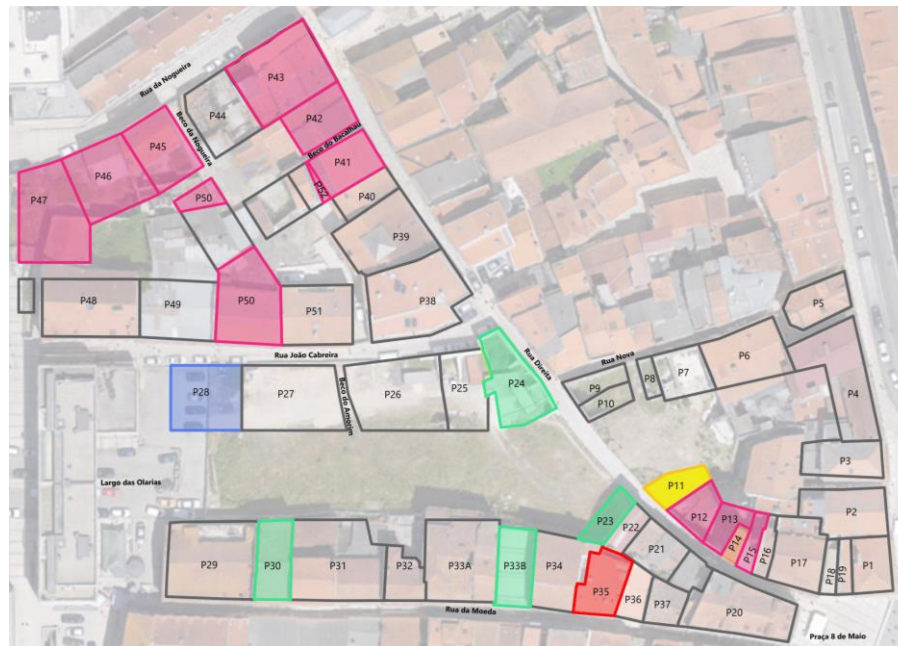 Rua da Nogueira
P43
P44
P42
Beco da Nogueira
Beco do Bacalhau
P45
P41
P46
P52
P50
P40
P47
P39
P5
P48
P49
P50
P51
P38
Rua João Cabreira
Rua Direita
Rua Nova
P6
P28
P27
Beco do Amorim
P26
P25
P24
P9
P10
P8
P7
P4
P3
Largo das Olarias
P11
P2
P23
P22
P12
P13
P14
P15
P16
P17
P18
P19
P1
P29
P30
P31
P32
P33A
P33B
P34
P21
P35
P36
P37
P20
Rua da Moeda
Praça 8 de Maio